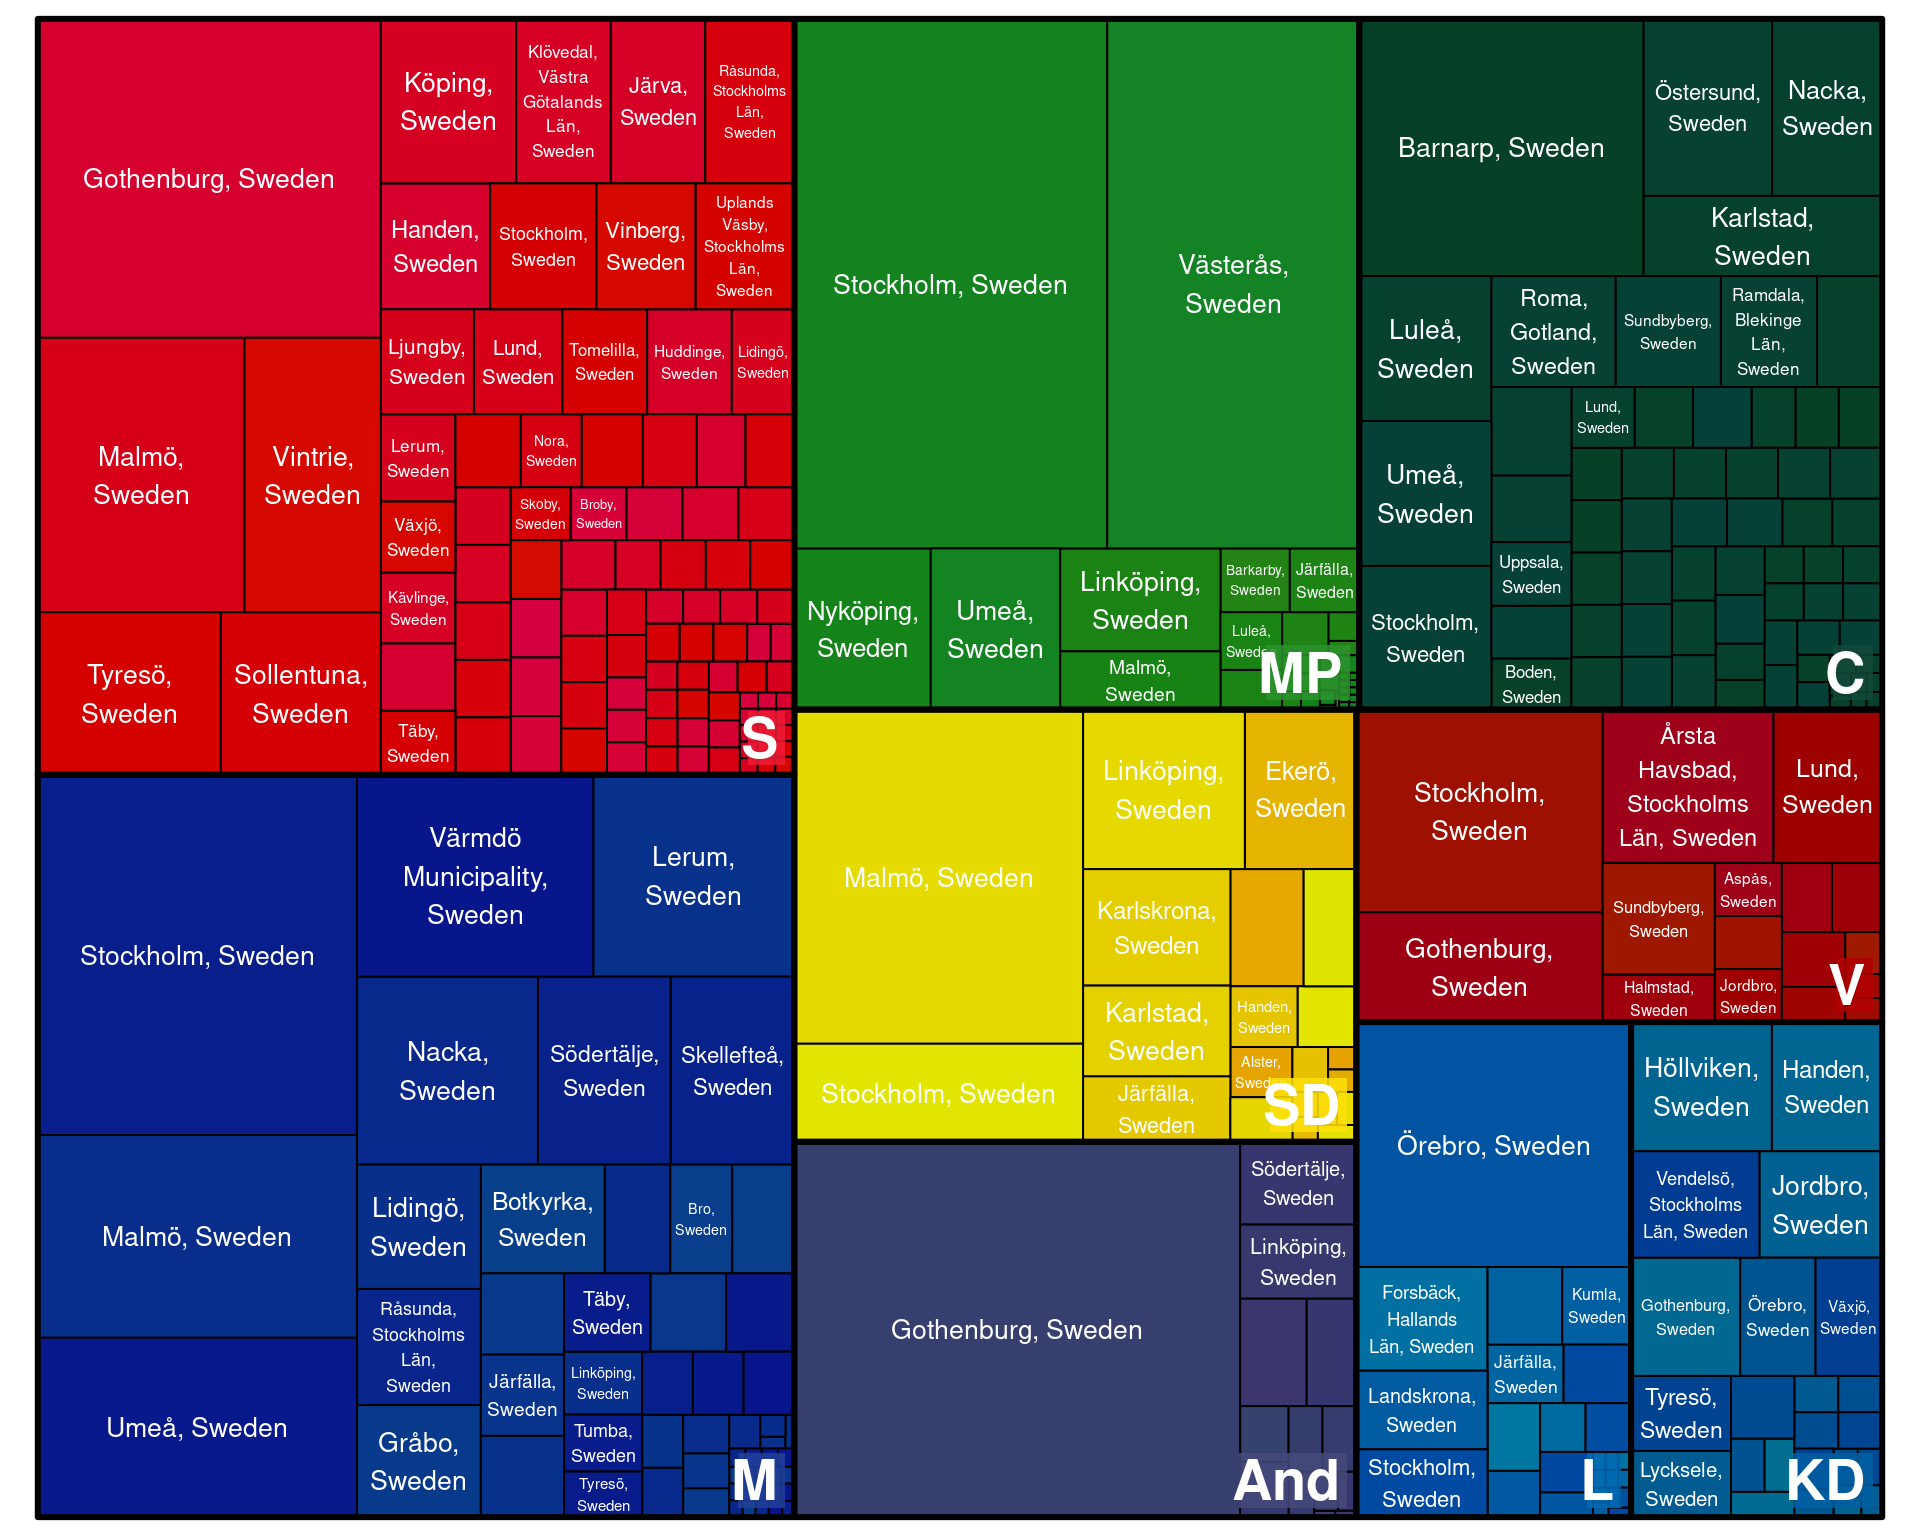 Gothenburg, Sweden
Malmö,
Sweden
Vintrie,
Sweden
Tyresö,
Sweden
Sollentuna,
Sweden
Köping,
Sweden
Klövedal,
Västra
Götalands
Län,
Sweden
Järva,
Sweden
Råsunda,
Stockholms
Län,
Sweden
Handen,
Sweden
Stockholm,
Sweden
Vinberg,
Sweden
Uplands
Väsby,
Stockholms
Län,
Sweden
Ljungby,
Sweden
Lund,
Sweden
Tomelilla,
Sweden
Huddinge,
Sweden
Lidingö,
Sweden
Lerum,
Sweden
Nora,
Sweden
Växjö,
Sweden
Skoby,
Sweden
Broby,
Sweden
Kävlinge,
Sweden
Täby,
Sweden
S
Stockholm, Sweden
Västerås,
Sweden
Nyköping,
Sweden
Umeå,
Sweden
Linköping,
Sweden
Malmö,
Sweden
Barkarby,
Sweden
Järfälla,
Sweden
Luleå,
Sweden
MP
Barnarp, Sweden
Östersund,
Sweden
Nacka,
Sweden
Karlstad,
Sweden
Luleå,
Sweden
Roma,
Gotland,
Sweden
Sundbyberg,
Sweden
Ramdala,
Blekinge
Län,
Sweden
Lund,
Sweden
Umeå,
Sweden
Uppsala,
Sweden
Stockholm,
Sweden
Boden,
Sweden
C
Stockholm, Sweden
Malmö, Sweden
Umeå, Sweden
Värmdö
Municipality,
Sweden
Lerum,
Sweden
Nacka,
Sweden
Södertälje,
Sweden
Skellefteå,
Sweden
Lidingö,
Sweden
Botkyrka,
Sweden
Bro,
Sweden
Råsunda,
Stockholms
Län,
Sweden
Gråbo,
Sweden
Järfälla,
Sweden
Täby,
Sweden
Linköping,
Sweden
Tumba,
Sweden
Tyresö,
Sweden
M
Malmö, Sweden
Stockholm, Sweden
Linköping,
Sweden
Ekerö,
Sweden
Karlskrona,
Sweden
Karlstad,
Sweden
Järfälla,
Sweden
Handen,
Sweden
Alster,
Sweden
SD
Gothenburg, Sweden
Södertälje,
Sweden
Linköping,
Sweden
And
Stockholm,
Sweden
Gothenburg,
Sweden
Årsta
Havsbad,
Stockholms
Län, Sweden
Lund,
Sweden
Sundbyberg,
Sweden
Aspås,
Sweden
Halmstad,
Sweden
Jordbro,
Sweden
V
Örebro, Sweden
Forsbäck,
Hallands
Län, Sweden
Kumla,
Sweden
Järfälla,
Sweden
Landskrona,
Sweden
Stockholm,
Sweden
L
Höllviken,
Sweden
Handen,
Sweden
Vendelsö,
Stockholms
Län, Sweden
Jordbro,
Sweden
Gothenburg,
Sweden
Örebro,
Sweden
Växjö,
Sweden
Tyresö,
Sweden
Lycksele,
Sweden
KD